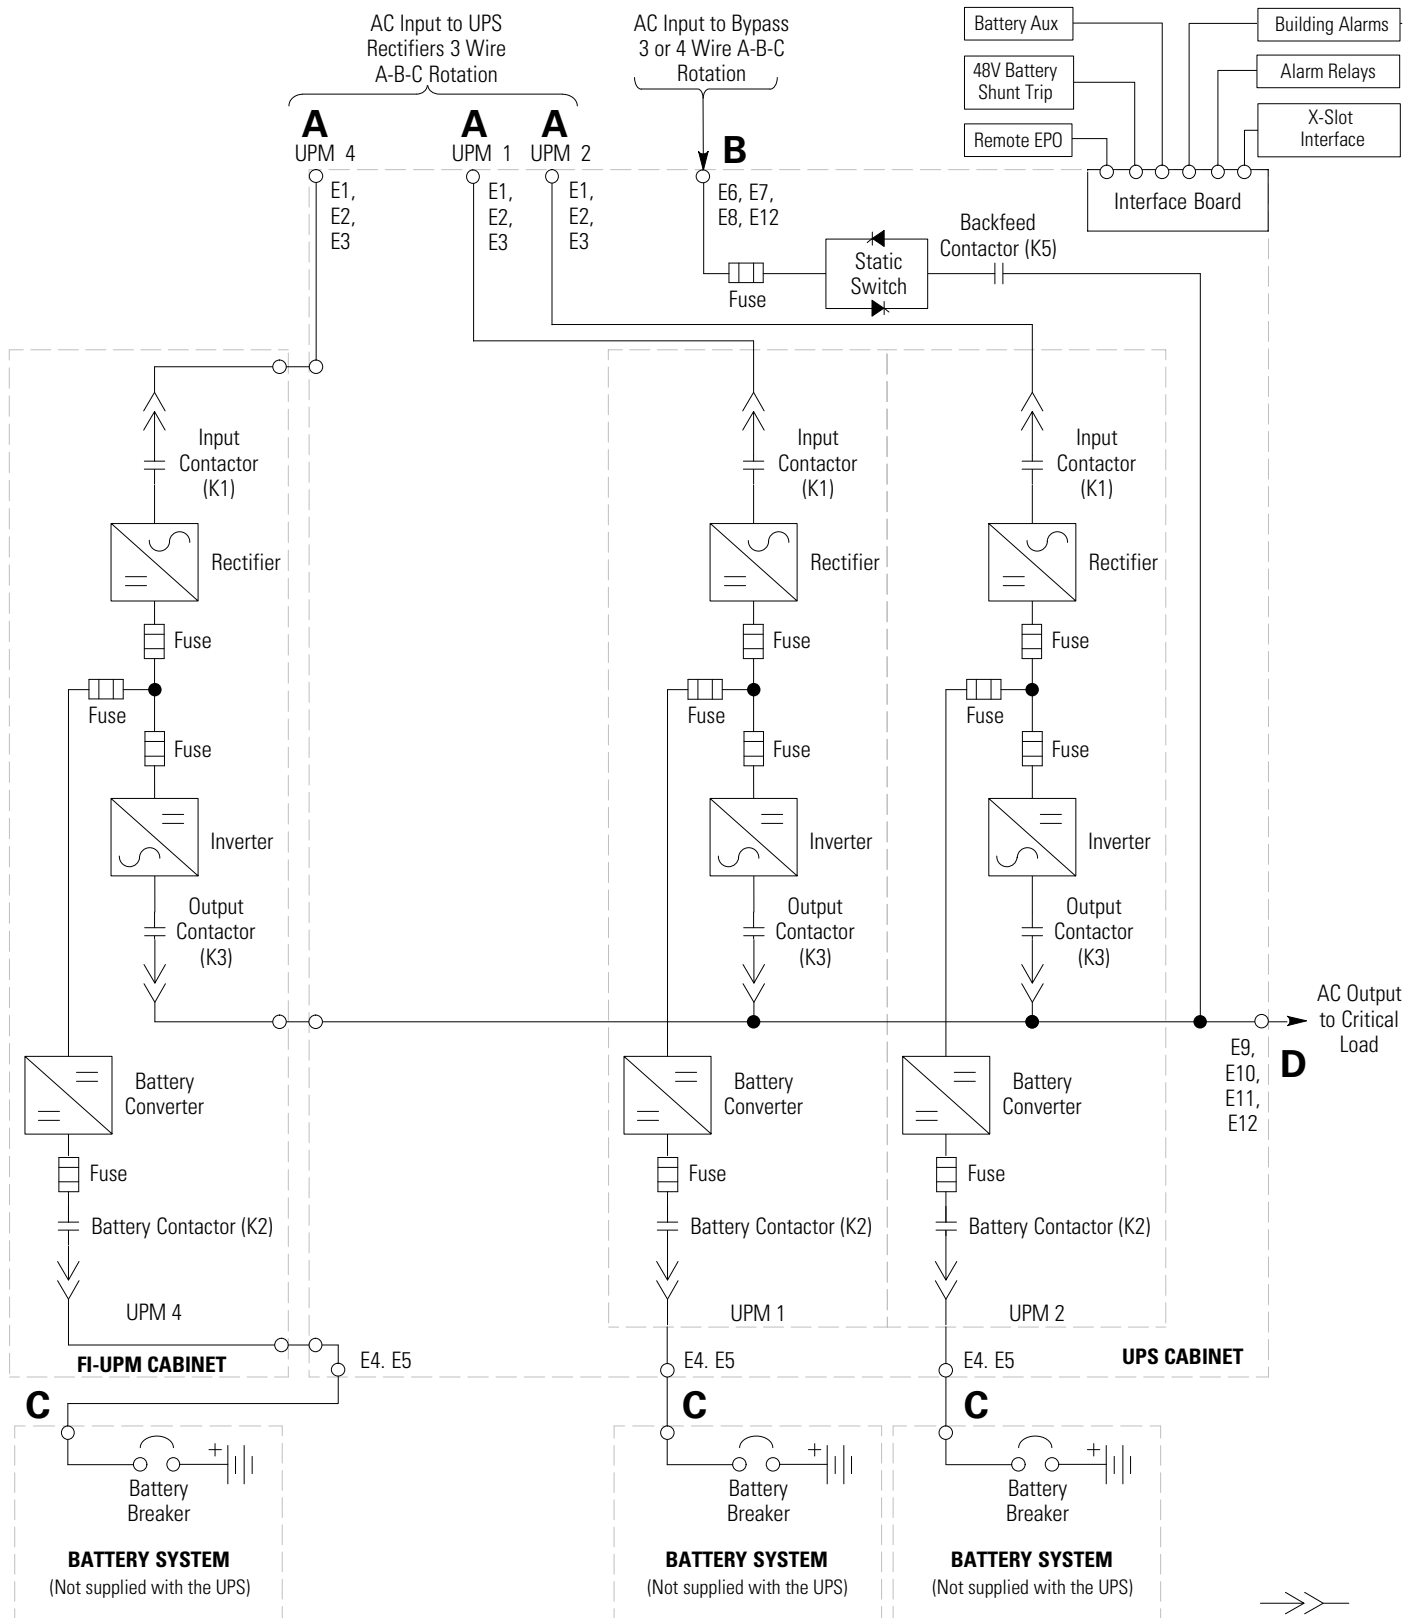 AC Input to UPS
Rectifiers 3 Wire
A-B-C Rotation
AC Input to Bypass
3 or 4 Wire A-B-C
Rotation
Battery Aux
48V Battery
Shunt Trip
Remote EPO
Building Alarms
Alarm Relays
X-Slot
Interface
Interface Board
A
UPM 4
A
UPM 1
A
UPM 2
B
E1,
E2,
E3
E1,
E2,
E3
E1,
E2,
E3
E6, E7,
E8, E12
Fuse
Static
Switch
Backfeed
Contactor (K5)
Input
Contactor
(K1)
Input
Contactor
(K1)
Input
Contactor
(K1)
Rectifier
Rectifier
Rectifier
Fuse
Fuse
Fuse
Fuse
Fuse
Fuse
Fuse
Fuse
Fuse
Inverter
Inverter
Inverter
Output
Contactor
(K3)
Output
Contactor
(K3)
Output
Contactor
(K3)
AC Output
to Critical
Load
E9,
E10,
E11,
E12
D
Battery
Converter
Battery
Converter
Battery
Converter
Fuse
Fuse
Fuse
Battery Contactor (K2)
Battery Contactor (K2)
Battery Contactor (K2)
UPM 4
UPM 1
UPM 2
FI-UPM CABINET
UPS CABINET
E4. E5
E4. E5
E4. E5
C
C
C
+
+
+
Battery
Breaker
Battery
Breaker
Battery
Breaker
BATTERY SYSTEM
(Not supplied with the UPS)
BATTERY SYSTEM
(Not supplied with the UPS)
BATTERY SYSTEM
(Not supplied with the UPS)